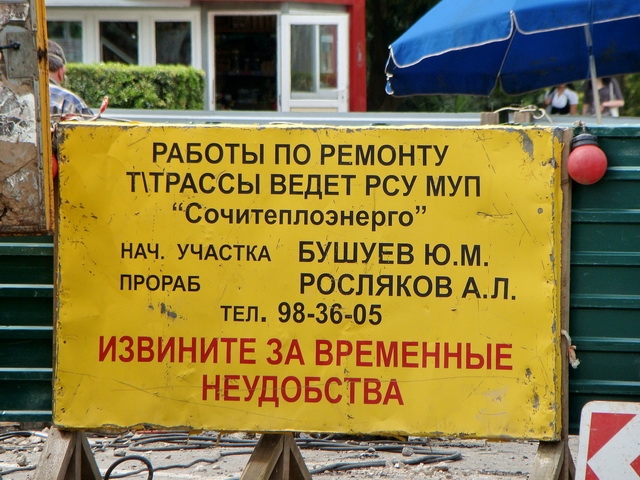 РАБОТЫ ПО РЕМОНТУ
Т\ТРАССЫ ВЕДЕТ РСУ МУП
“Сочитеплоэнерго”
НАЧ. УЧАСТКА БУШУЕВ Ю.М.
ПРОРАБ РОСЛЯКОВ А.Л.
ТЕЛ. 98-36-05
ИЗВИНИТЕ ЗА ВРЕМЕННЫЕ
НЕУДОБСТВА